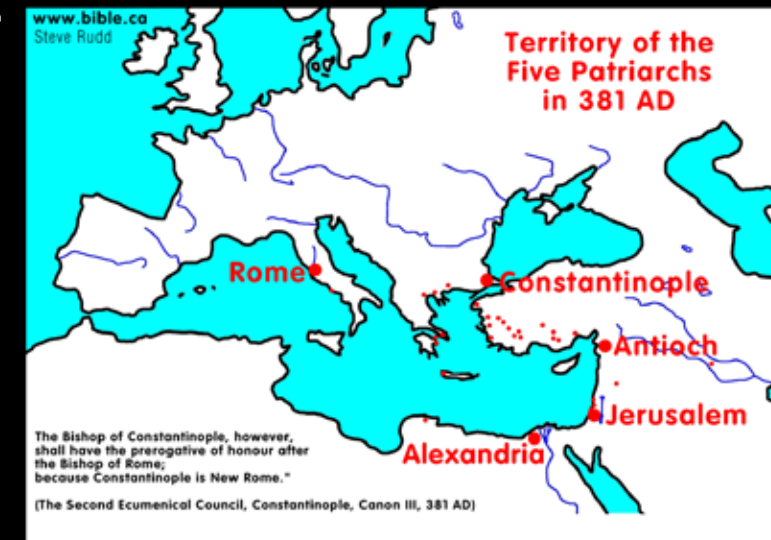 www.bible.ca
Steve Rudd
Territory of the
Five Patriarchs
in 381 AD
Rome
Constantinople
Antioch
Jerusalem
Alexandria
The Bishop of Constantinople, however,
shall have the prerogative of honour after
the Bishop of Rome;
because Constantinople is New Rome."
(The Second Ecumenical Council, Constantinople, Canon III, 381 AD)